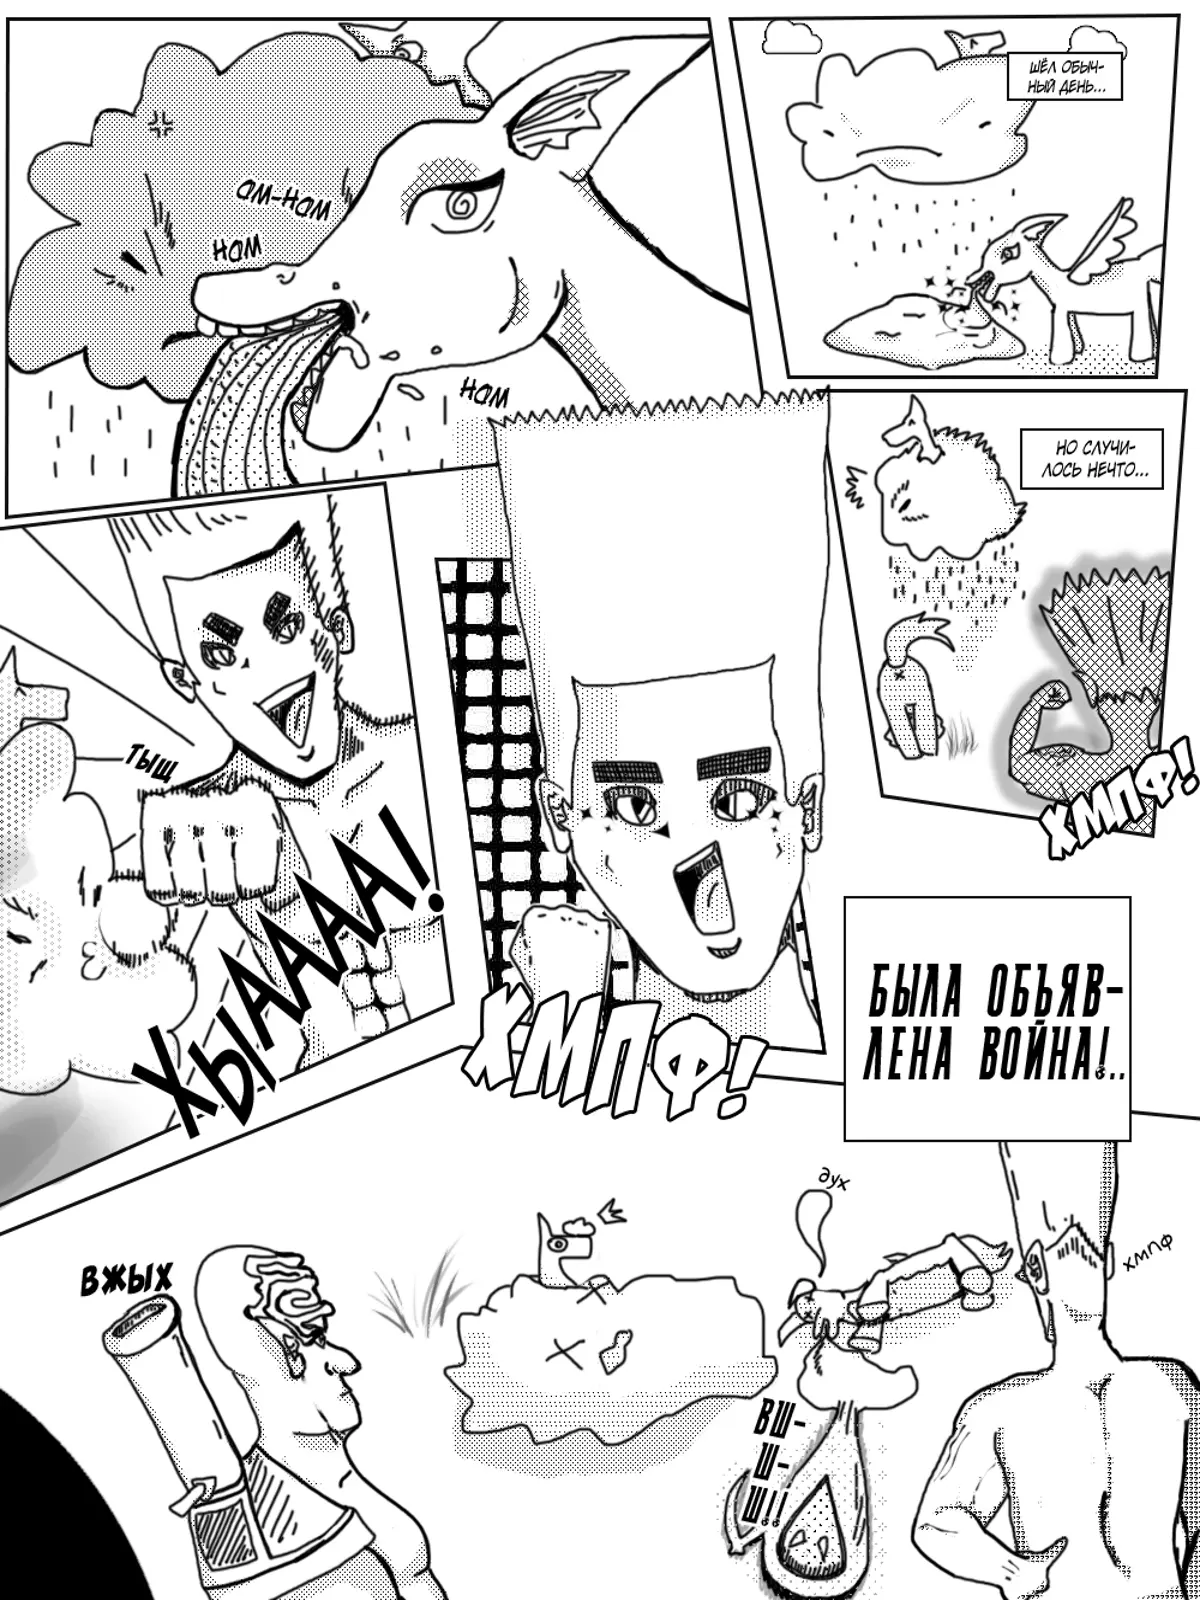 ШЁЛ ОБЫЧ-
НЫЙ ДЕНЬ...
ОМ-НОМ
НОМ
НОМ
НО СЛУЧИ-
ЛОСЬ НЕЧТО...
ХМПФ!
ХМПФ!
ТЫЩ
ХЫАААА!
БЫЛА ОБЪЯВ-
ЛЕНА ВОЙНА!..
ДУХ
ХМПФ
ВЖЫХ
ВШ-
Ш-
Ш!!